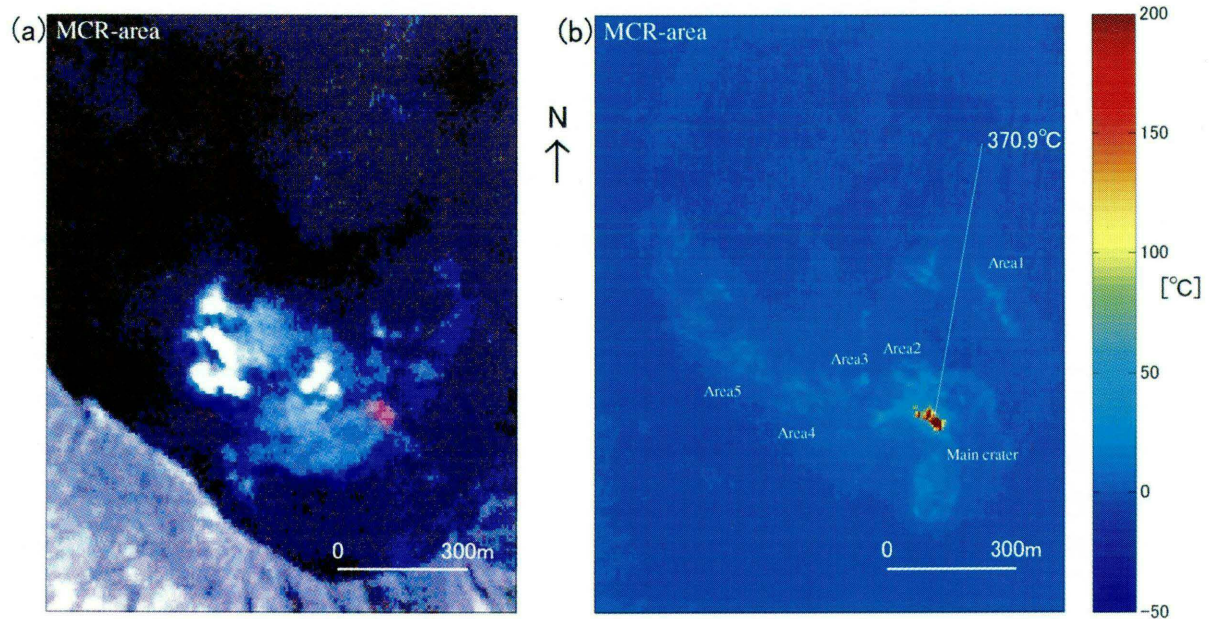 (a) MCR-area
N
0 300m
(b) MCR-area
370.9°C
Area1
Area3 Area2
Area5
Area4
Main crater
0 300m
200
150
100
50
0
-50
[°C]